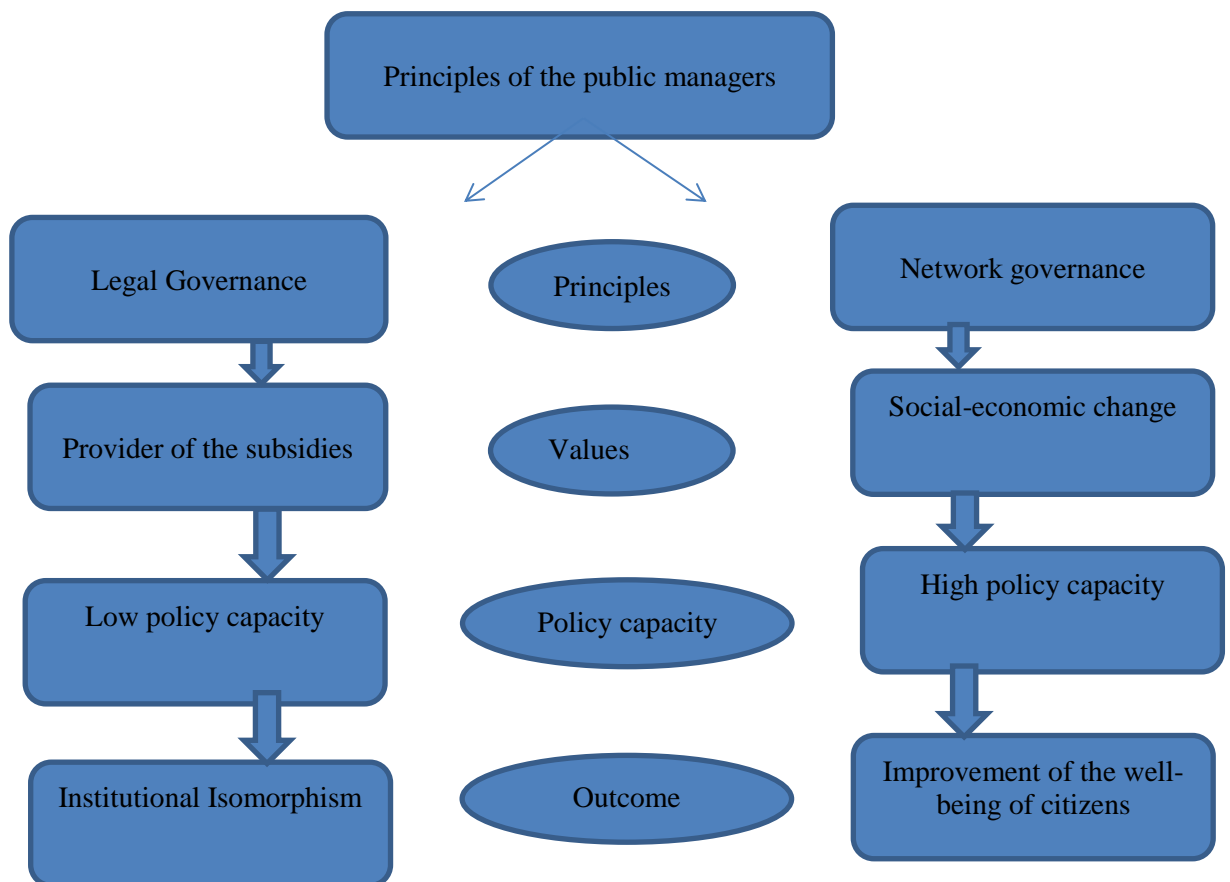 Principles of the public managers
Legal Governance
Principles
Network governance
Provider of the subsidies
Values
Social-economic change
Low policy capacity
Policy capacity
High policy capacity
Institutional Isomorphism
Outcome
Improvement of the well-
being of citizens